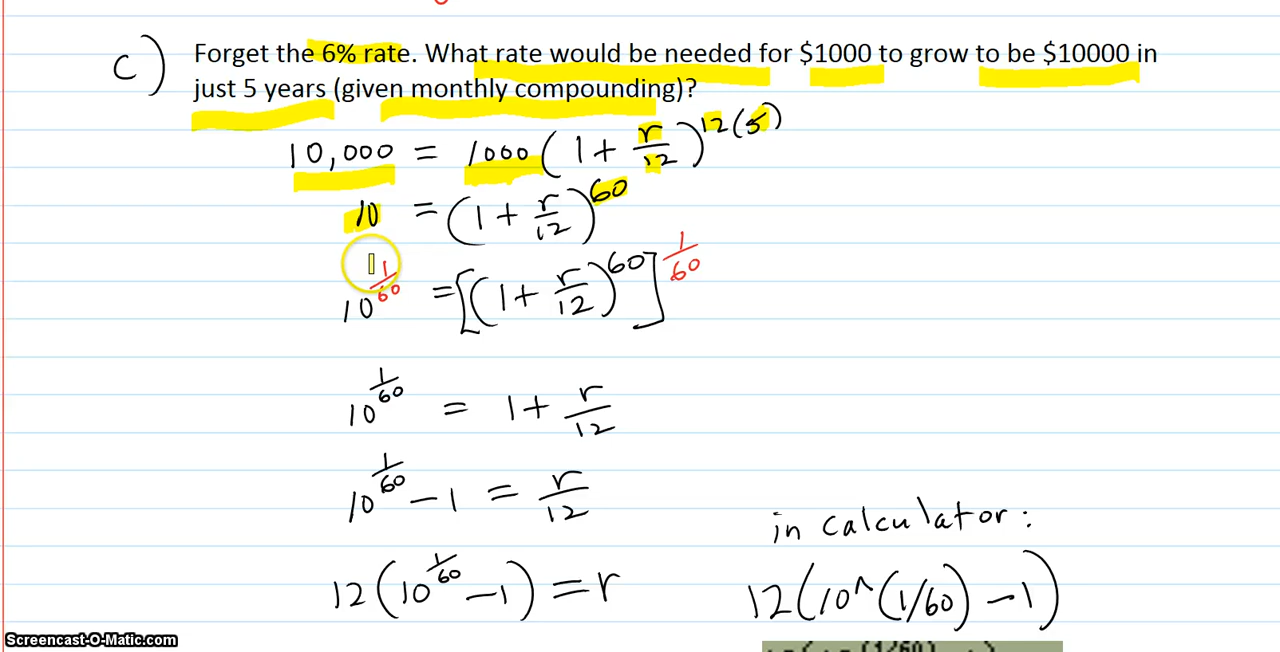 c) Forget the 6% rate. What rate would be needed for $1000 to grow to be $10000 in
just 5 years (given monthly compounding)?
10,000 = 1000 (1 + r/12)^12(5)
10 = (1 + r/12)^60
10^1/60 = [(1 + r/12)^60]^1/60
10^1/60 = 1 + r/12
10^1/60 - 1 = r/12
in calculator:
12(10^1/60 - 1) = r
12(10^(1/60) - 1)
Screencast-O-Matic.com